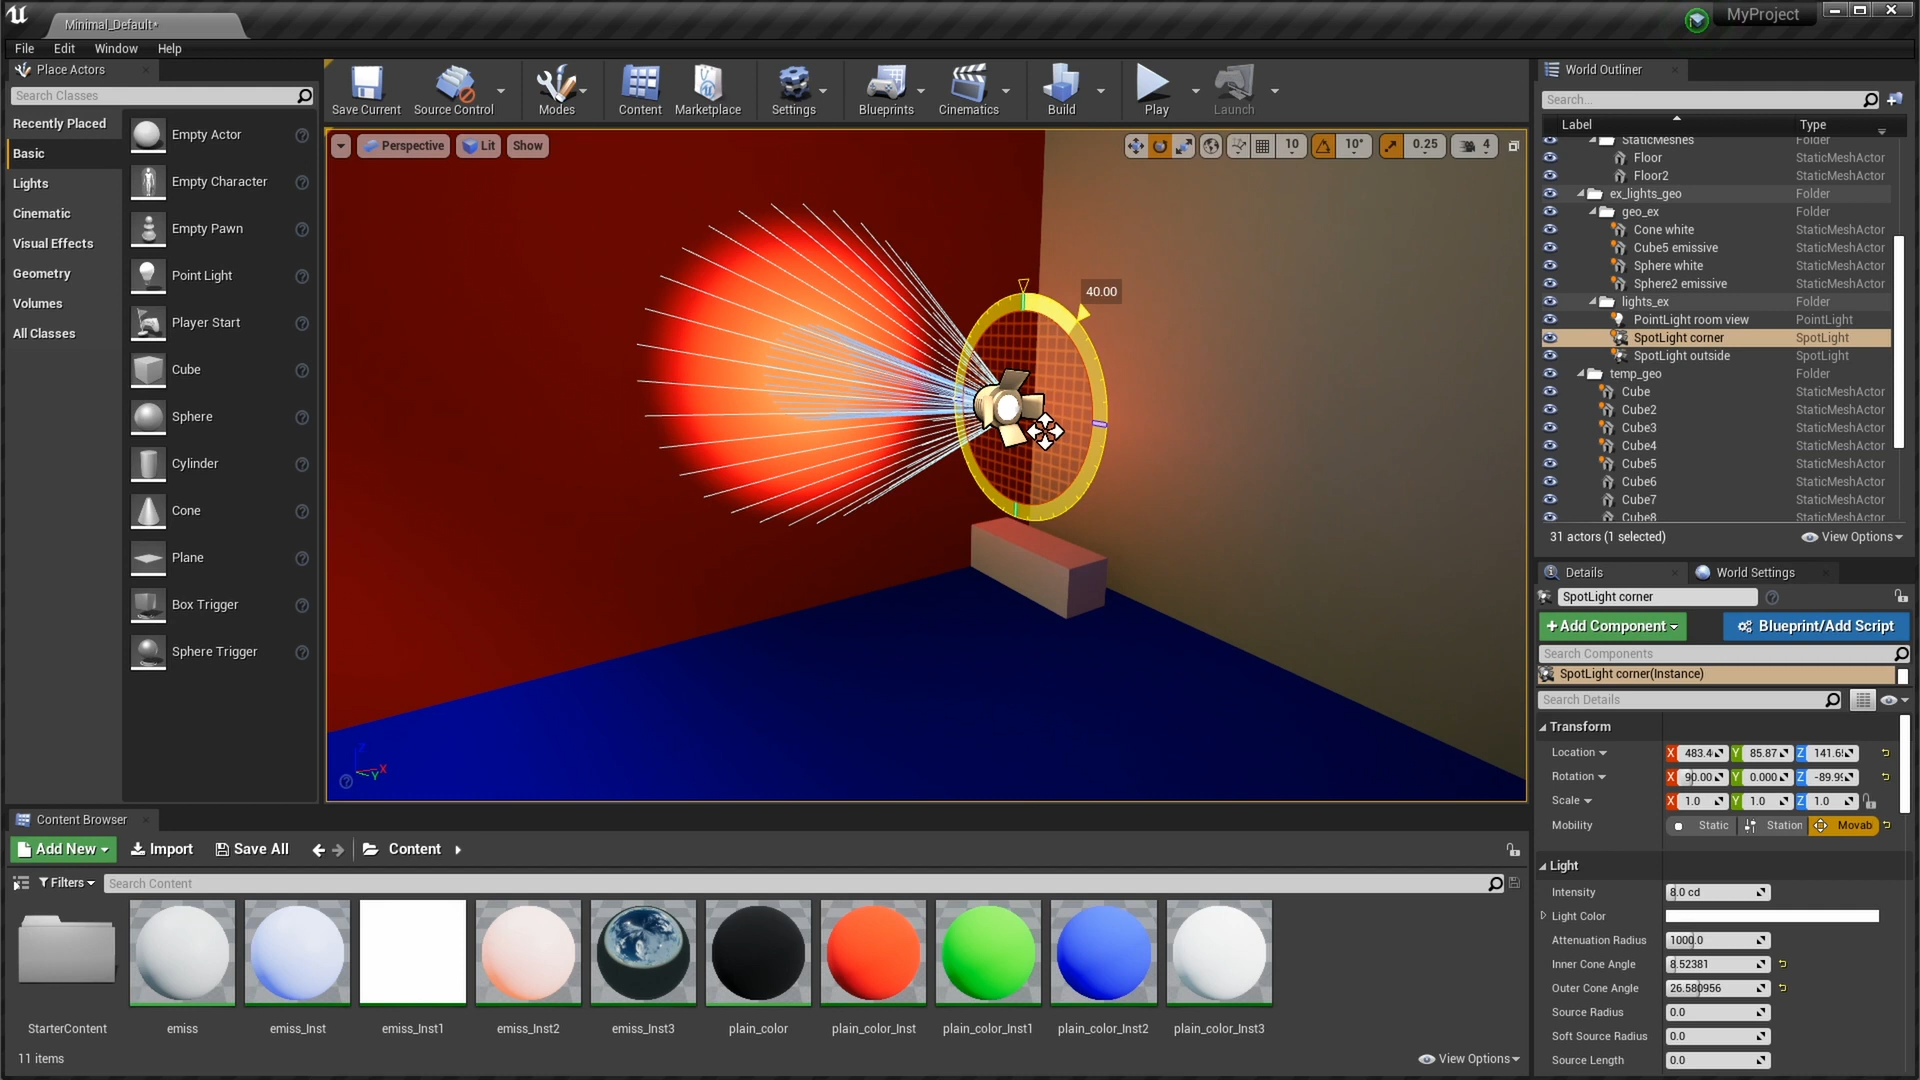 Minimal_Default*
MyProject
File Edit Window Help
Place Actors
Search Classes
Recently Placed
Basic
Lights
Cinematic
Visual Effects
Geometry
Volumes
All Classes
Empty Actor
Empty Character
Empty Pawn
Point Light
Player Start
Cube
Sphere
Cylinder
Cone
Plane
Box Trigger
Sphere Trigger
Save Current Source Control Modes Content Marketplace Settings Blueprints Cinematics Build Play Launch
Perspective Lit Show 10 10° 0.25 4
40.00
Z
X
Y
World Outliner
Search...
Label Type
StaticMeshes Folder
Floor StaticMeshActor
Floor2 StaticMeshActor
ex_lights_geo Folder
geo_ex Folder
Cone white StaticMeshActor
Cube5 emissive StaticMeshActor
Sphere white StaticMeshActor
Sphere2 emissive StaticMeshActor
lights_ex Folder
PointLight room view PointLight
SpotLight corner SpotLight
SpotLight outside SpotLight
temp_geo Folder
Cube StaticMeshActor
Cube2 StaticMeshActor
Cube3 StaticMeshActor
Cube4 StaticMeshActor
Cube5 StaticMeshActor
Cube6 StaticMeshActor
Cube7 StaticMeshActor
Cube8 StaticMeshActor
31 actors (1 selected) View Options
Details World Settings
SpotLight corner
+Add Component Blueprint/Add Script
Search Components
SpotLight corner(Instance)
Search Details
Transform
Location X 483.4 Y 85.87 Z 141.6
Rotation X 90.00 Y 0.000 Z -89.9
Scale X 1.0 Y 1.0 Z 1.0
Mobility Static Station Movab
Light
Intensity 8.0 cd
Light Color
Attenuation Radius 1000.0
Inner Cone Angle 8.52381
Outer Cone Angle 26.580956
Source Radius 0.0
Soft Source Radius 0.0
Source Length 0.0
Content Browser
Add New Import Save All Content
Filters Search Content
StarterContent emiss emiss_Inst emiss_Inst1 emiss_Inst2 emiss_Inst3 plain_color plain_color_Inst plain_color_Inst1 plain_color_Inst2 plain_color_Inst3
11 items View Options